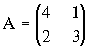 A = (4 1
2 3)